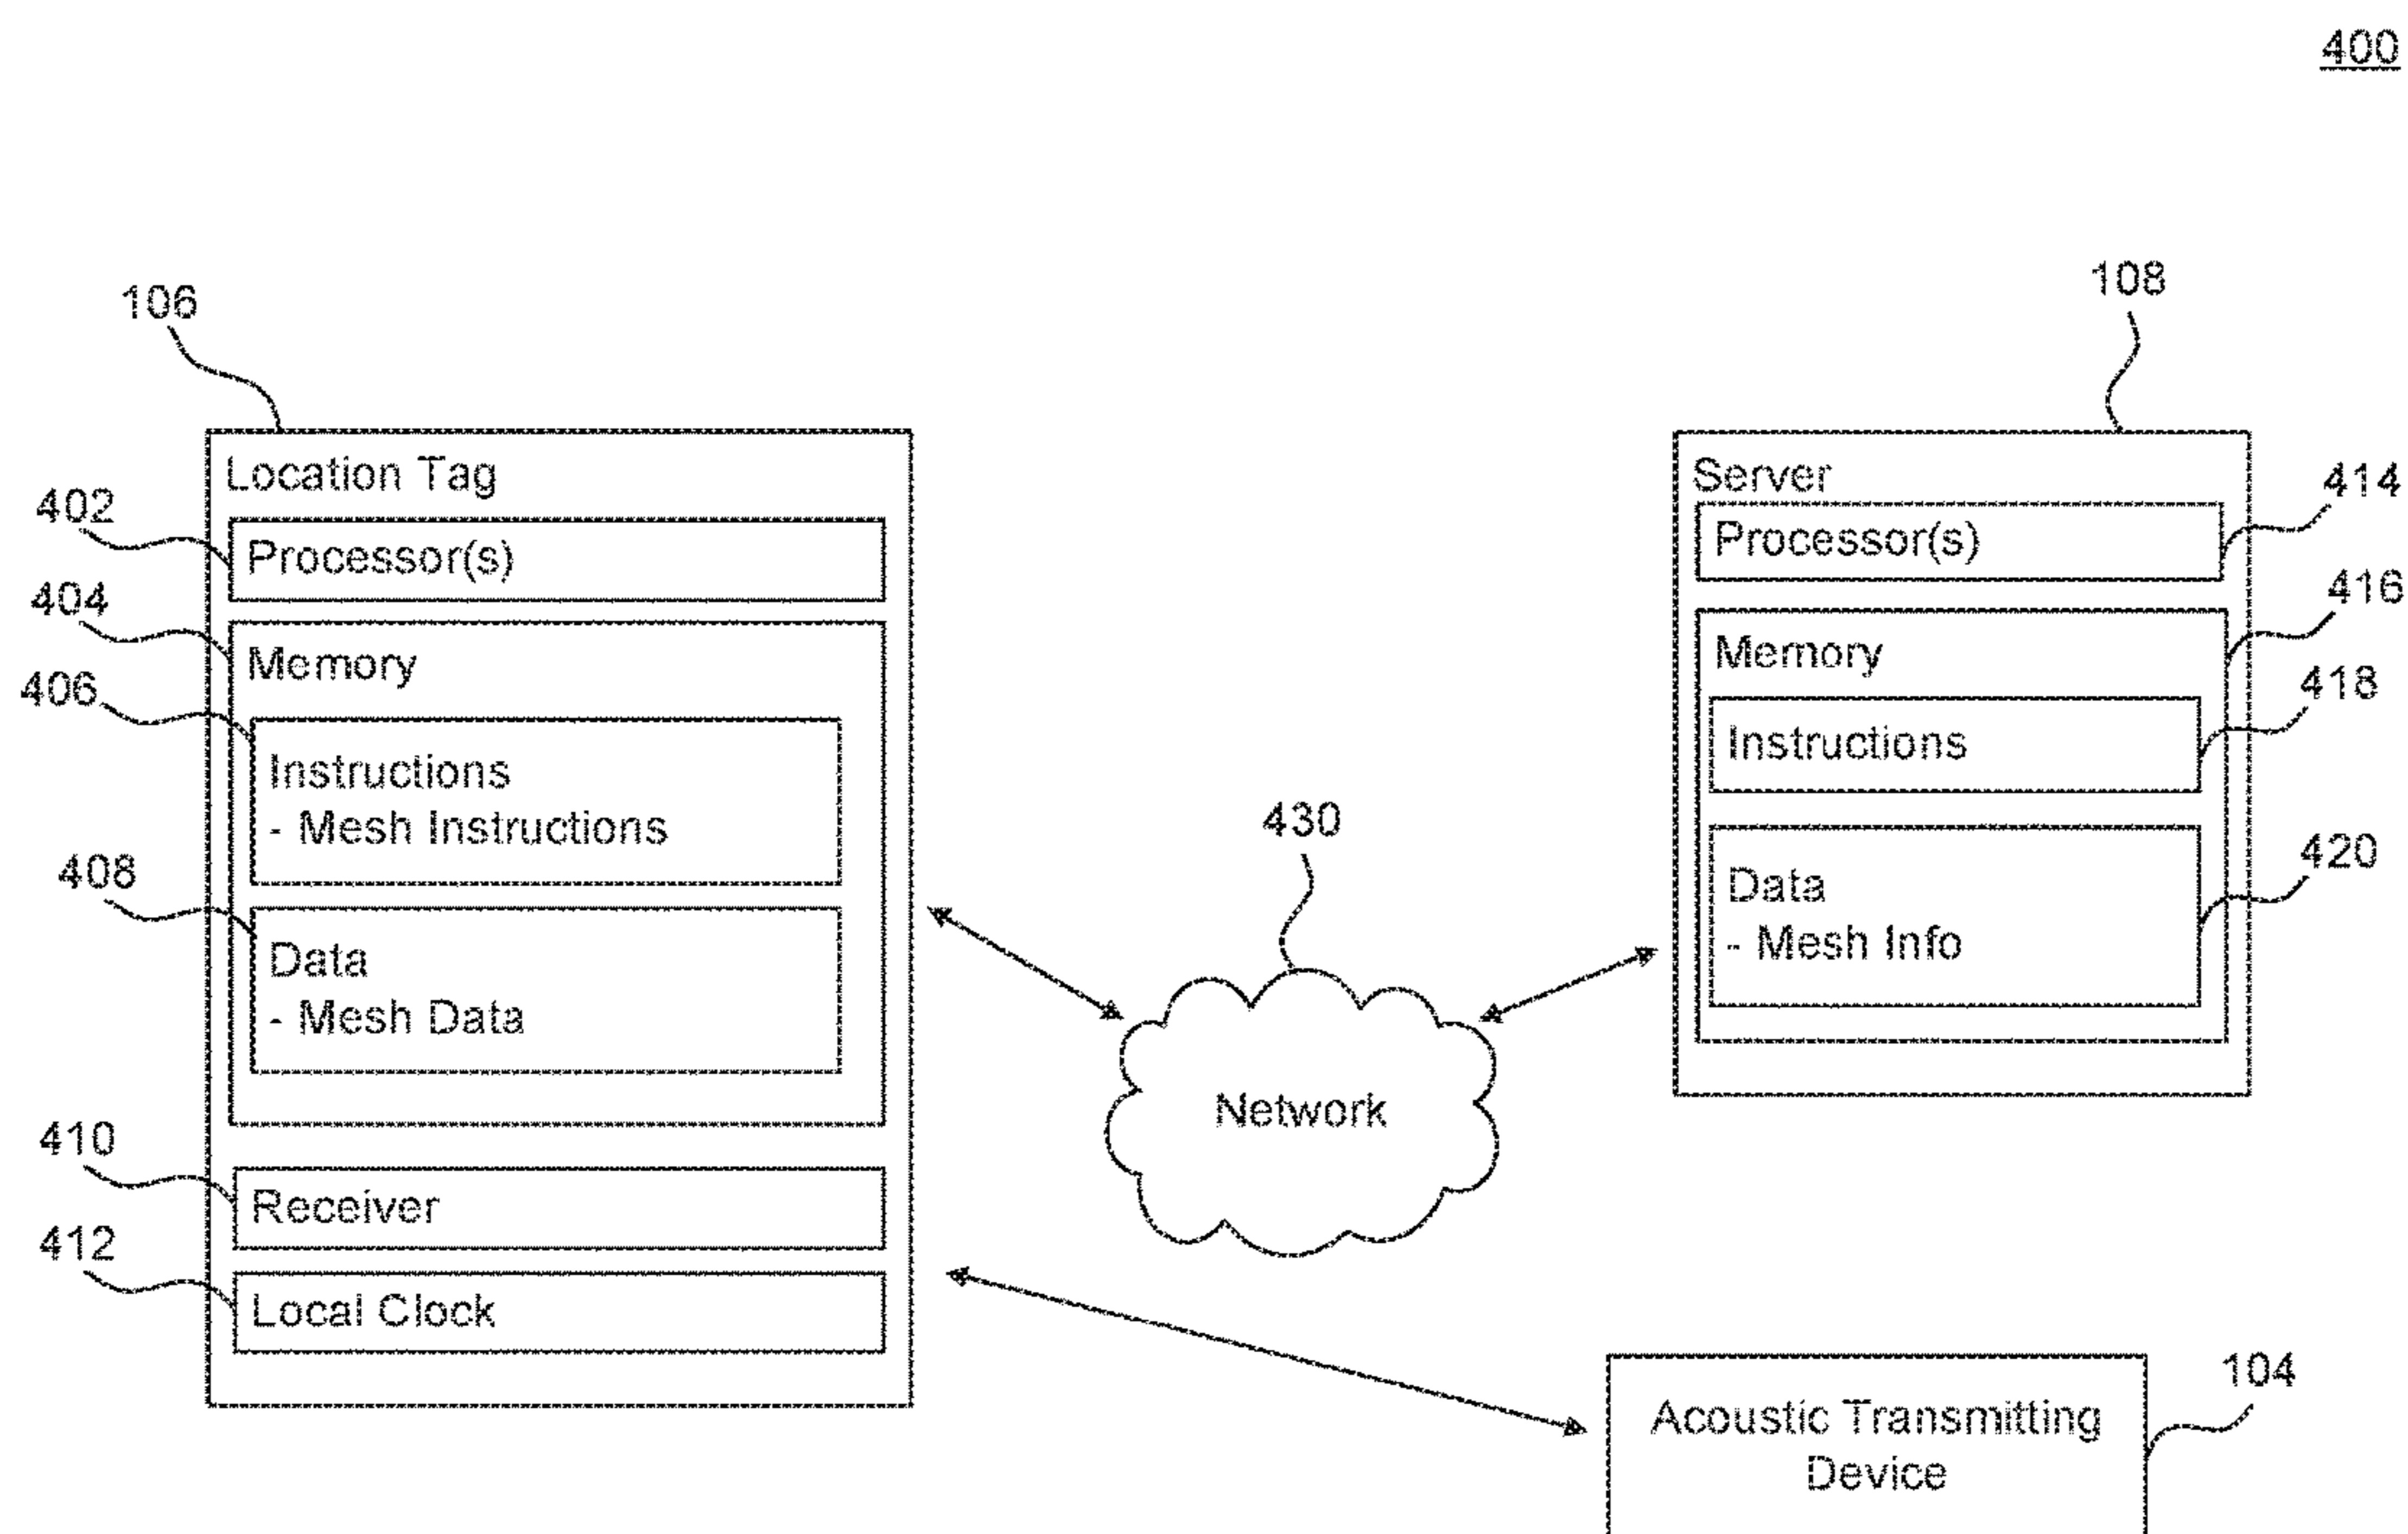 400
106
108
Location Tag
402
Processor(s)
404
Memory
406
Instructions
- Mesh Instructions
408
Data
- Mesh Data
410
Receiver
412
Local Clock
Server
414
Processor(s)
416
Memory
418
Instructions
420
Data
- Mesh Info
430
Network
104
Acoustic Transmitting
Device